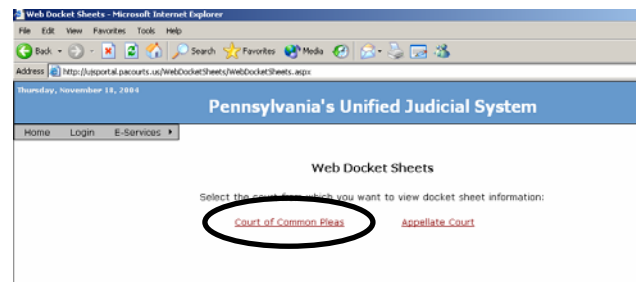 Web Docket Sheets - Microsoft Internet Explorer
File Edit View Favorites Tools Help
Back Search Favorites Media
Address http://ujsportal.pacourts.us/WebDocketSheets/WebDocketSheets.aspx
Thursday, November 18, 2004
Pennsylvania's Unified Judicial System
Home Login E-Services
Web Docket Sheets
Select the court from which you want to view docket sheet information:
Court of Common Pleas Appellate Court